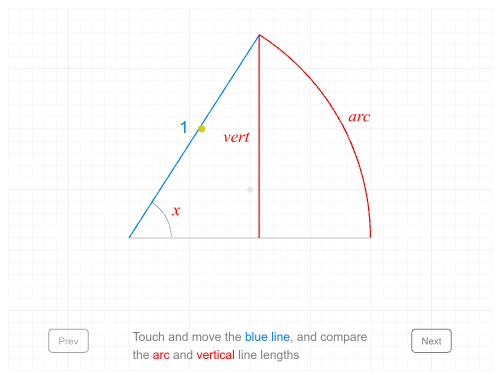 1
vert
arc
x
Prev
Touch and move the blue line, and compare
the arc and vertical line lengths
Next